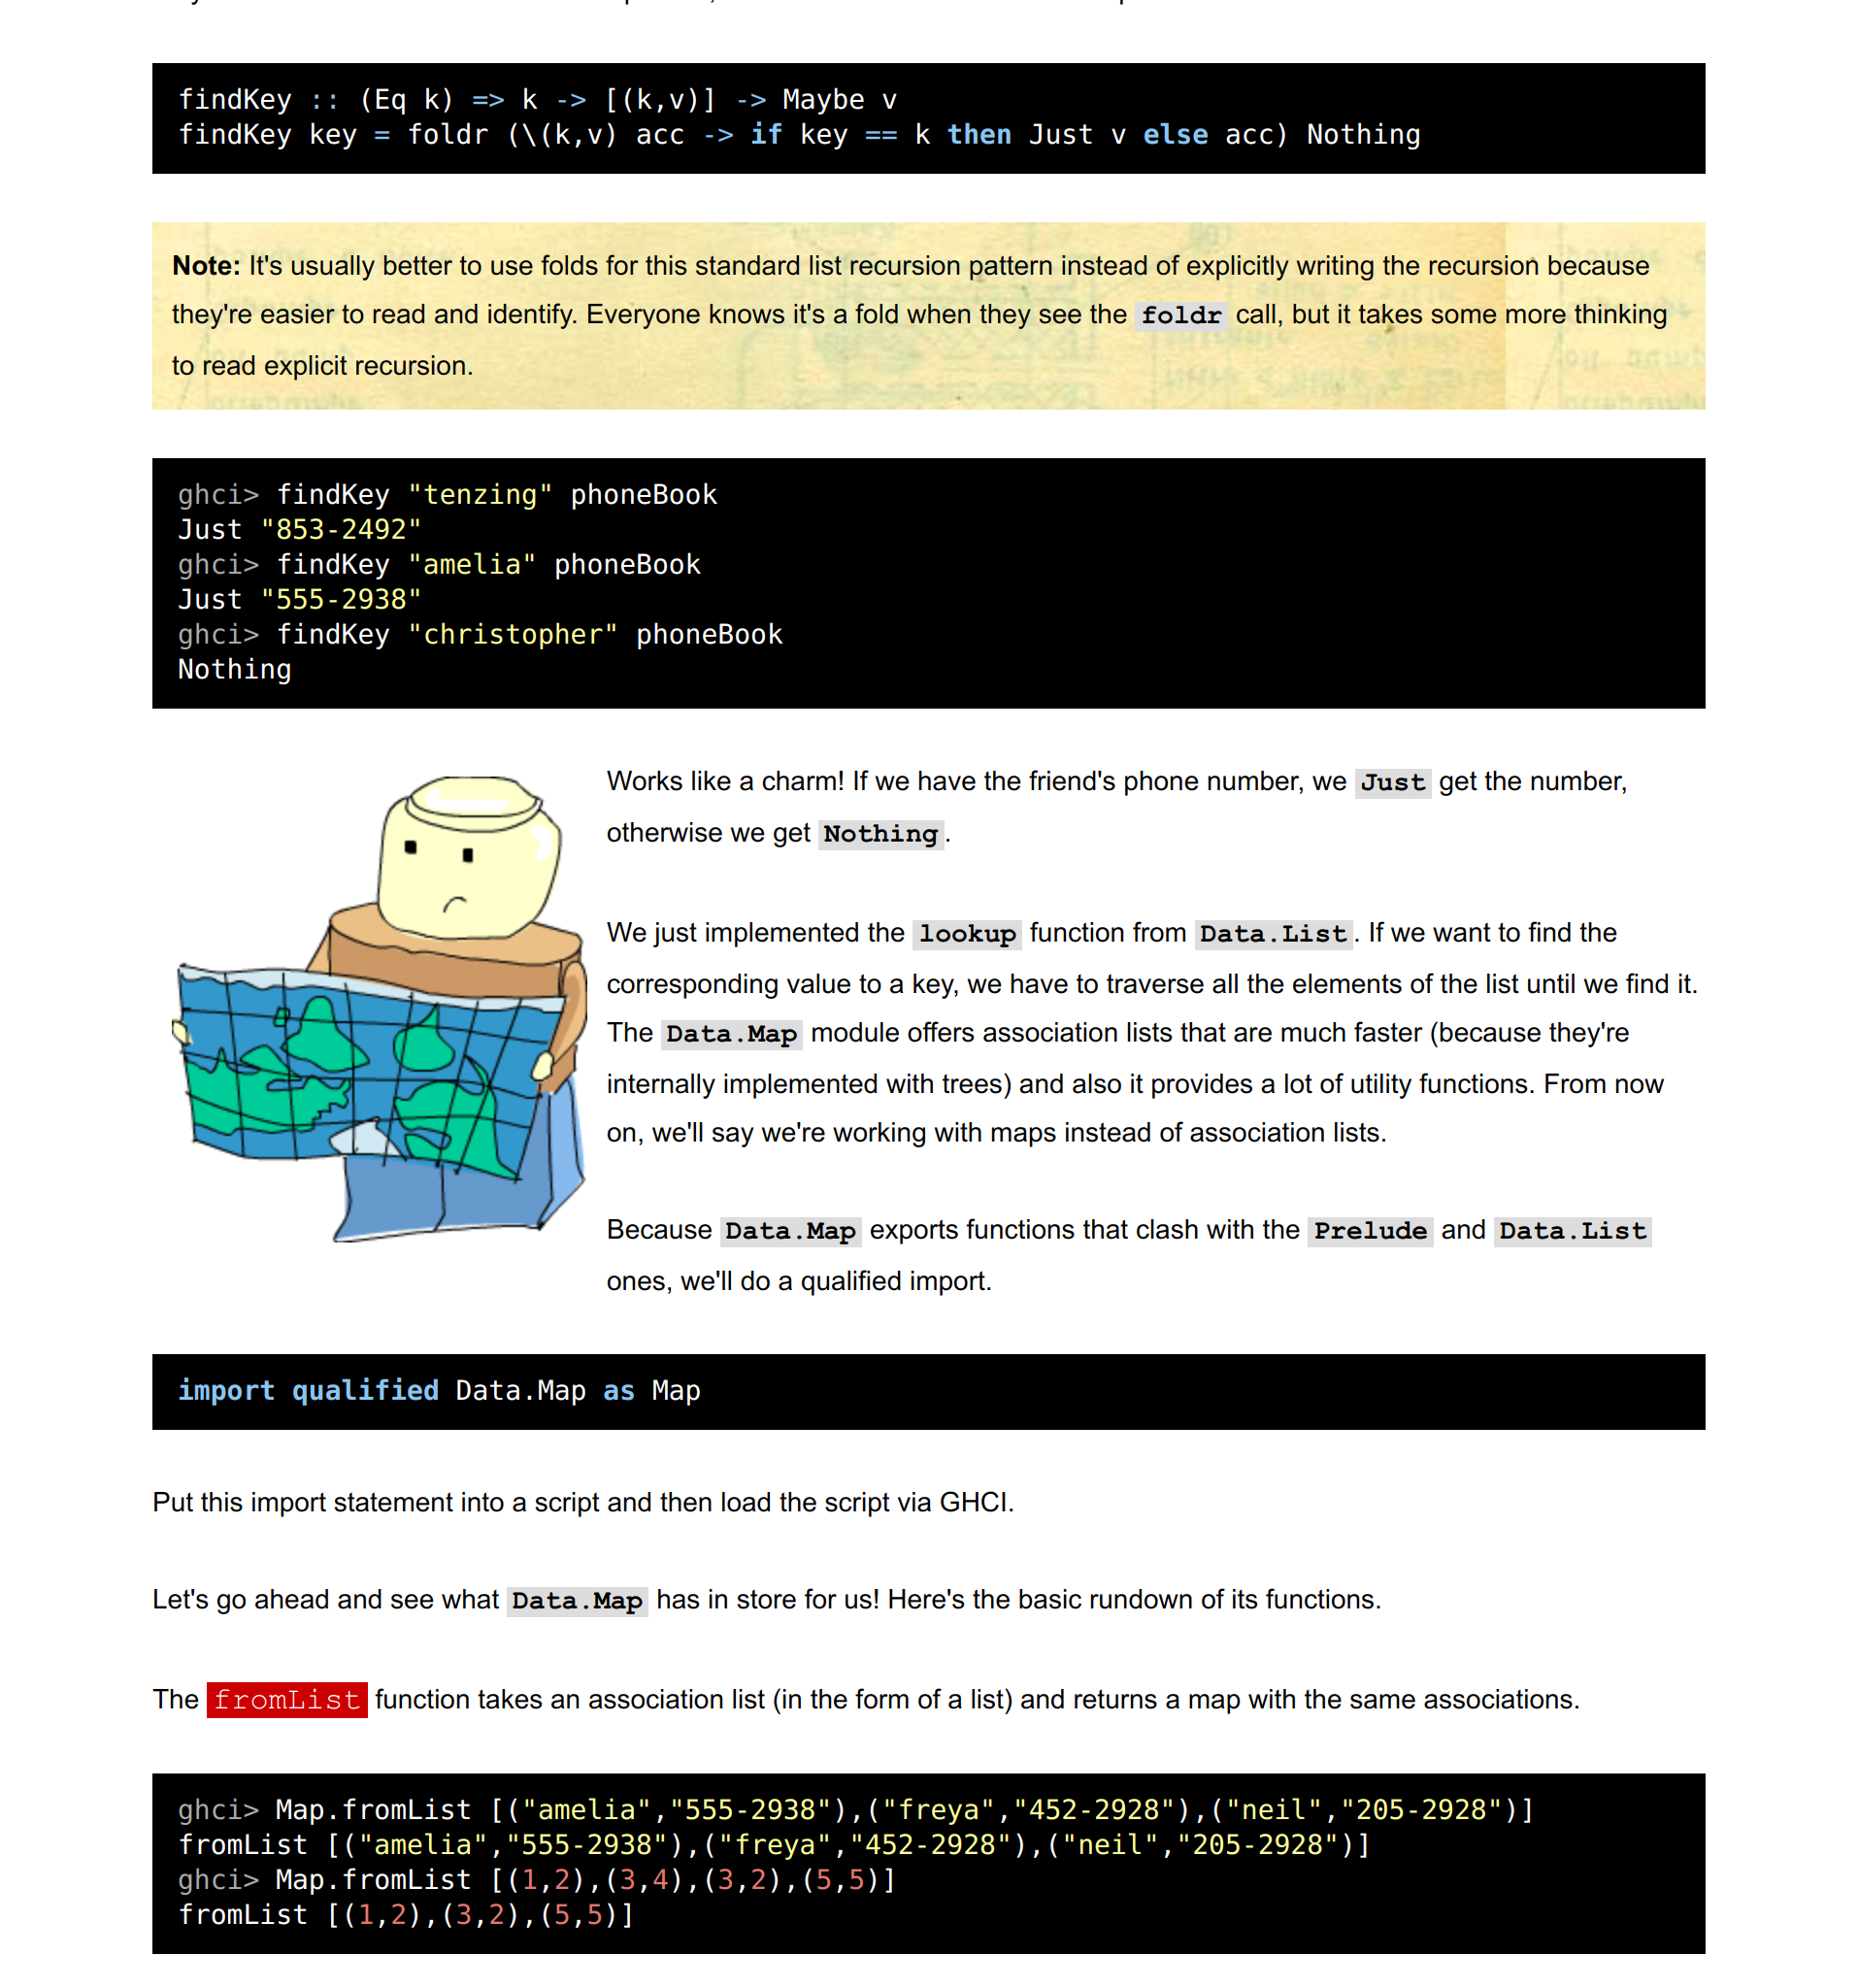 findKey :: (Eq k) => k -> [(k,v)] -> Maybe v
findKey key = foldr (\(k,v) acc -> if key == k then Just v else acc) Nothing
Note: It's usually better to use folds for this standard list recursion pattern instead of explicitly writing the recursion because
they're easier to read and identify. Everyone knows it's a fold when they see the foldr call, but it takes some more thinking
to read explicit recursion.
ghci> findKey "tenzing" phoneBook
Just "853-2492"
ghci> findKey "amelia" phoneBook
Just "555-2938"
ghci> findKey "christopher" phoneBook
Nothing
Works like a charm! If we have the friend's phone number, we Just get the number,
otherwise we get Nothing.
We just implemented the lookup function from Data.List. If we want to find the
corresponding value to a key, we have to traverse all the elements of the list until we find it.
The Data.Map module offers association lists that are much faster (because they're
internally implemented with trees) and also it provides a lot of utility functions. From now
on, we'll say we're working with maps instead of association lists.
Because Data.Map exports functions that clash with the Prelude and Data.List
ones, we'll do a qualified import.
import qualified Data.Map as Map
Put this import statement into a script and then load the script via GHCI.
Let's go ahead and see what Data.Map has in store for us! Here's the basic rundown of its functions.
The fromList function takes an association list (in the form of a list) and returns a map with the same associations.
ghci> Map.fromList [("amelia","555-2938"),("freya","452-2928"),("neil","205-2928")]
fromList [("amelia","555-2938"),("freya","452-2928"),("neil","205-2928")]
ghci> Map.fromList [(1,2),(3,4),(3,2),(5,5)]
fromList [(1,2),(3,2),(5,5)]